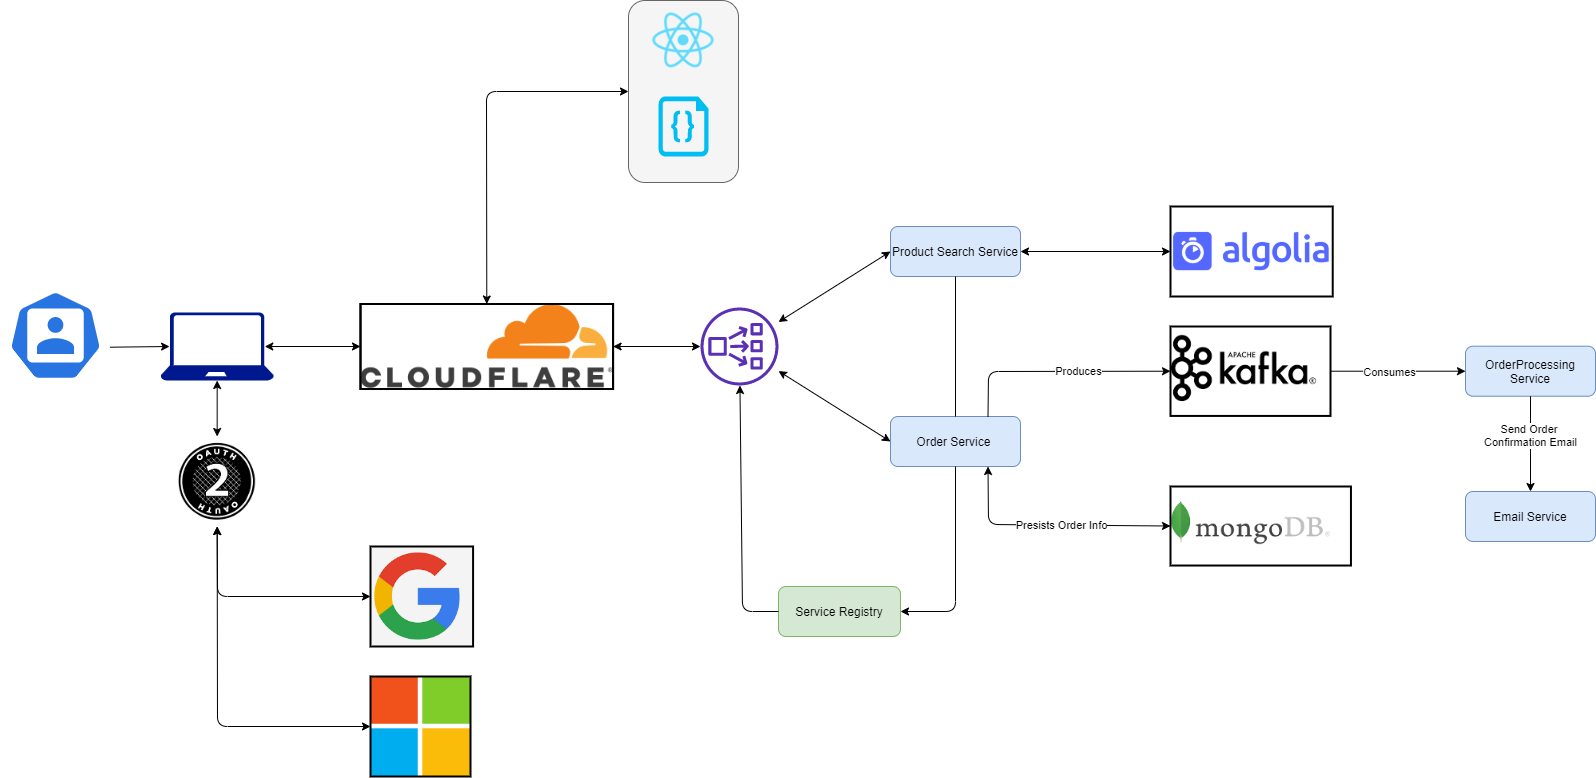 CLOUDFLARE
OAUTH
2
OAUTH
Product Search Service
algolia
Produces
APACHE
kafka
Consumes
OrderProcessing
Service
Order Service
Send Order
Confirmation Email
Presists Order Info
mongoDB
Email Service
Service Registry
{}